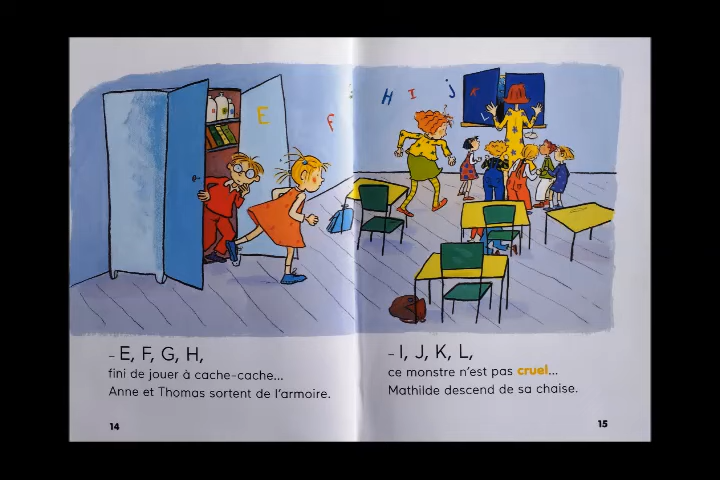 E F G H I J K L
– E, F, G, H,
fini de jouer à cache-cache...
Anne et Thomas sortent de l'armoire.
14
– I, J, K, L,
ce monstre n'est pas cruel...
Mathilde descend de sa chaise.
15